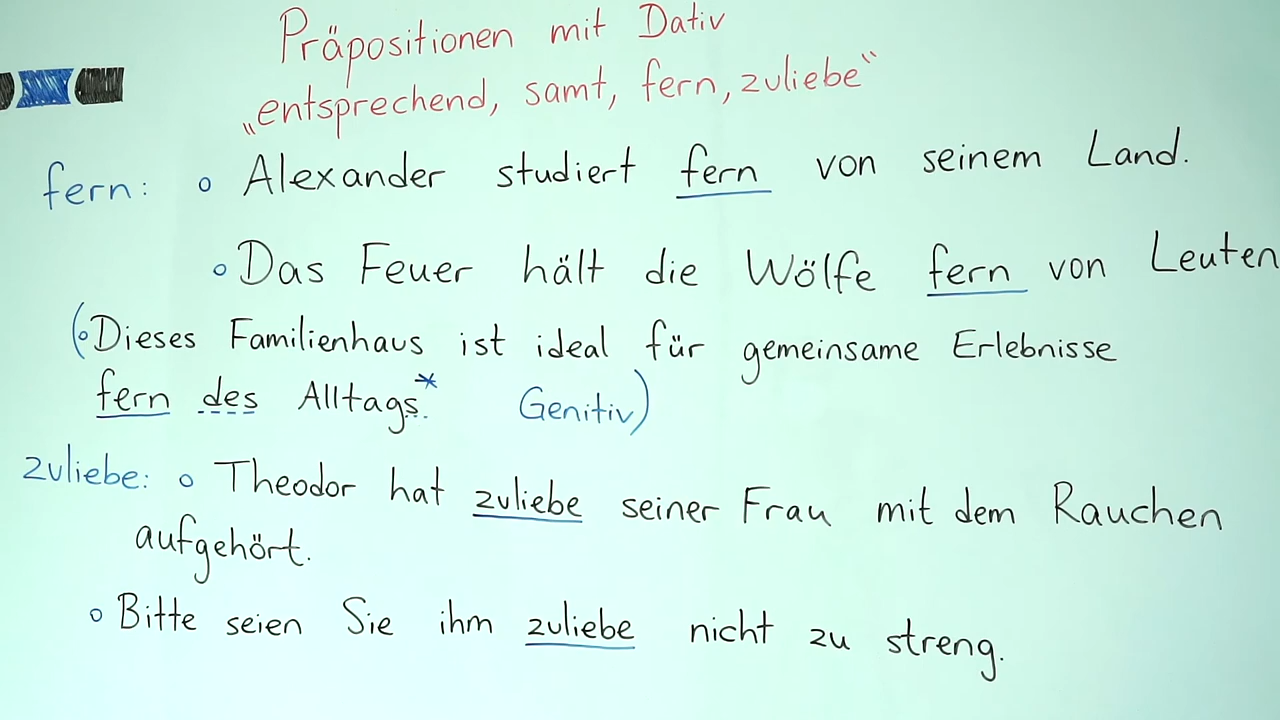 Präpositionen mit Dativ
„entsprechend, samt, fern, zuliebe“
fern: o Alexander studiert fern von seinem Land.
o Das Feuer hält die Wölfe fern von Leuten
(o Dieses Familienhaus ist ideal für gemeinsame Erlebnisse
fern des Alltags.* Genitiv)
zuliebe: o Theodor hat zuliebe seiner Frau mit dem Rauchen
aufgehört.
o Bitte seien Sie ihm zuliebe nicht zu streng.